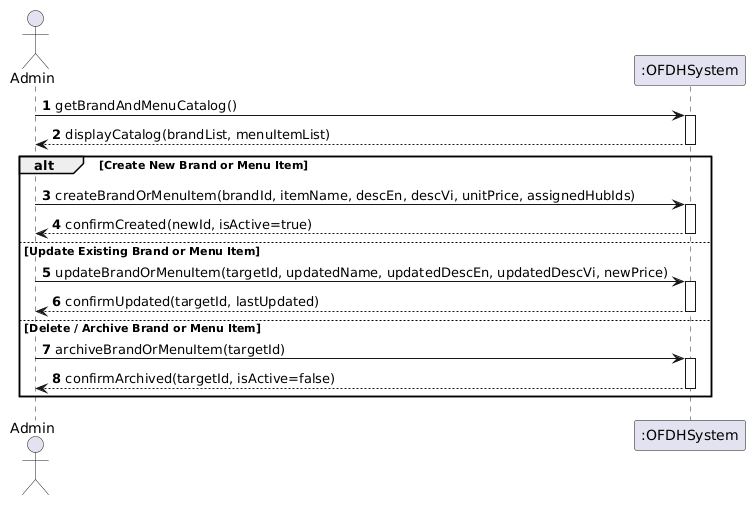 Admin
:OFDHSystem
1 getBrandAndMenuCatalog()
2 displayCatalog(brandList, menuItemList)
alt [Create New Brand or Menu Item]
3 createBrandOrMenuItem(brandId, itemName, descEn, descVi, unitPrice, assignedHubIds)
4 confirmCreated(newId, isActive=true)
[Update Existing Brand or Menu Item]
5 updateBrandOrMenuItem(targetId, updatedName, updatedDescEn, updatedDescVi, newPrice)
6 confirmUpdated(targetId, lastUpdated)
[Delete / Archive Brand or Menu Item]
7 archiveBrandOrMenuItem(targetId)
8 confirmArchived(targetId, isActive=false)
Admin
:OFDHSystem